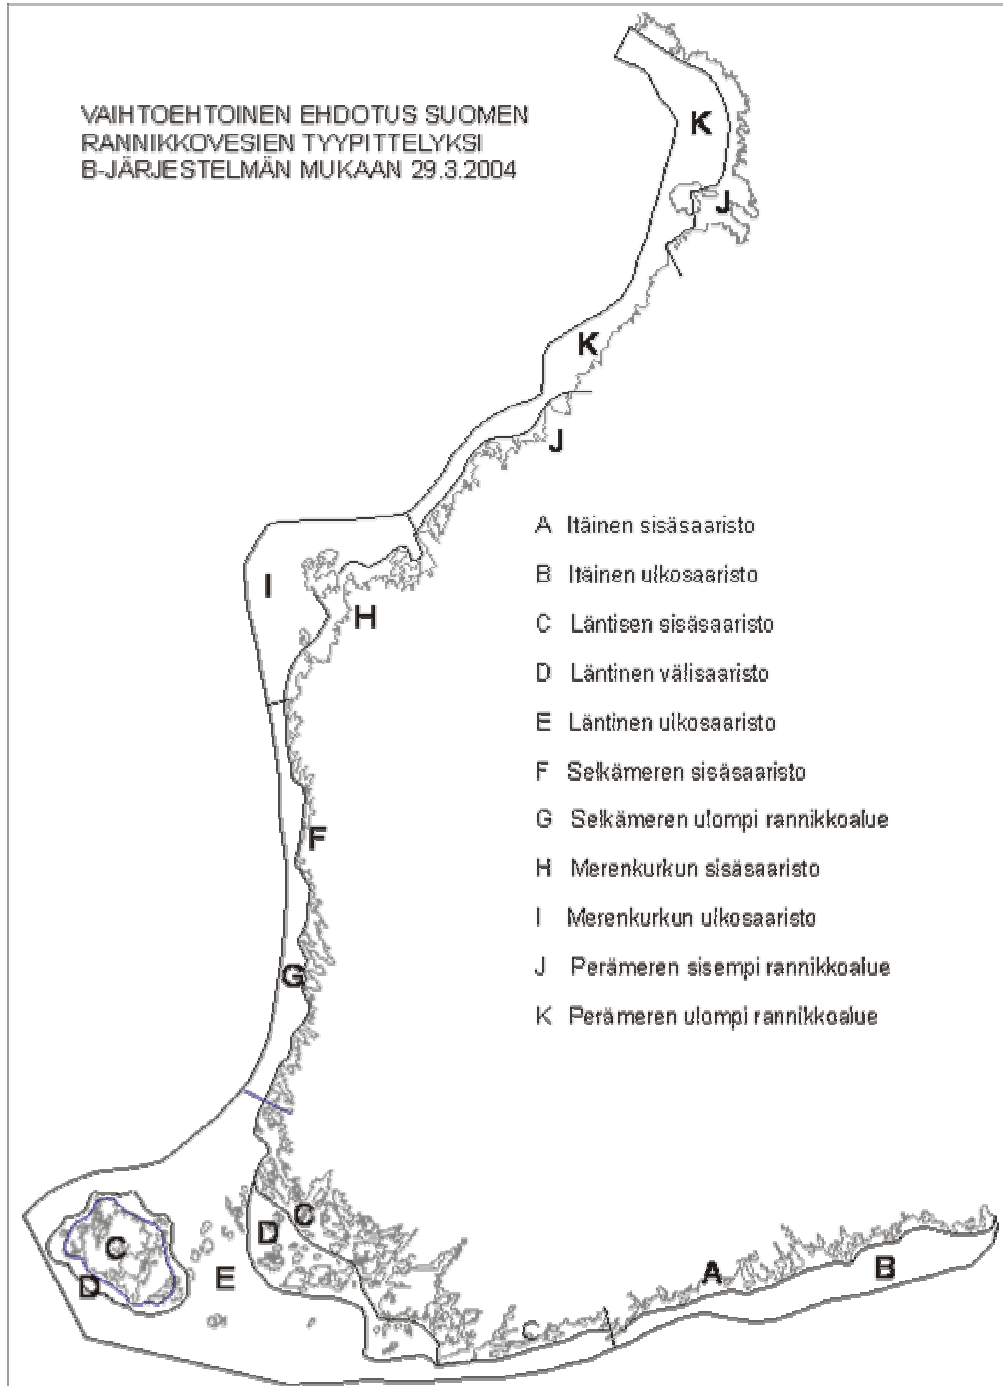 VAIHTOEHTOINEN EHDOTUS SUOMEN
RANNIKKOVESIEN TYYPITTELYKSI
B-JÄRJESTELMÄN MUKAAN 29.3.2004
K
J
K
J
I
H
F
G
C
D
C
D
E
A
B
C
A Itäinen sisäsaaristo
B Itäinen ulkosaaristo
C Läntisen sisäsaaristo
D Läntinen välisaaristo
E Läntinen ulkosaaristo
F Selkämeren sisäsaaristo
G Selkämeren ulompi rannikkoalue
H Merenkurkun sisäsaaristo
I Merenkurkun ulkosaaristo
J Perämeren sisempi rannikkoalue
K Perämeren ulompi rannikkoalue